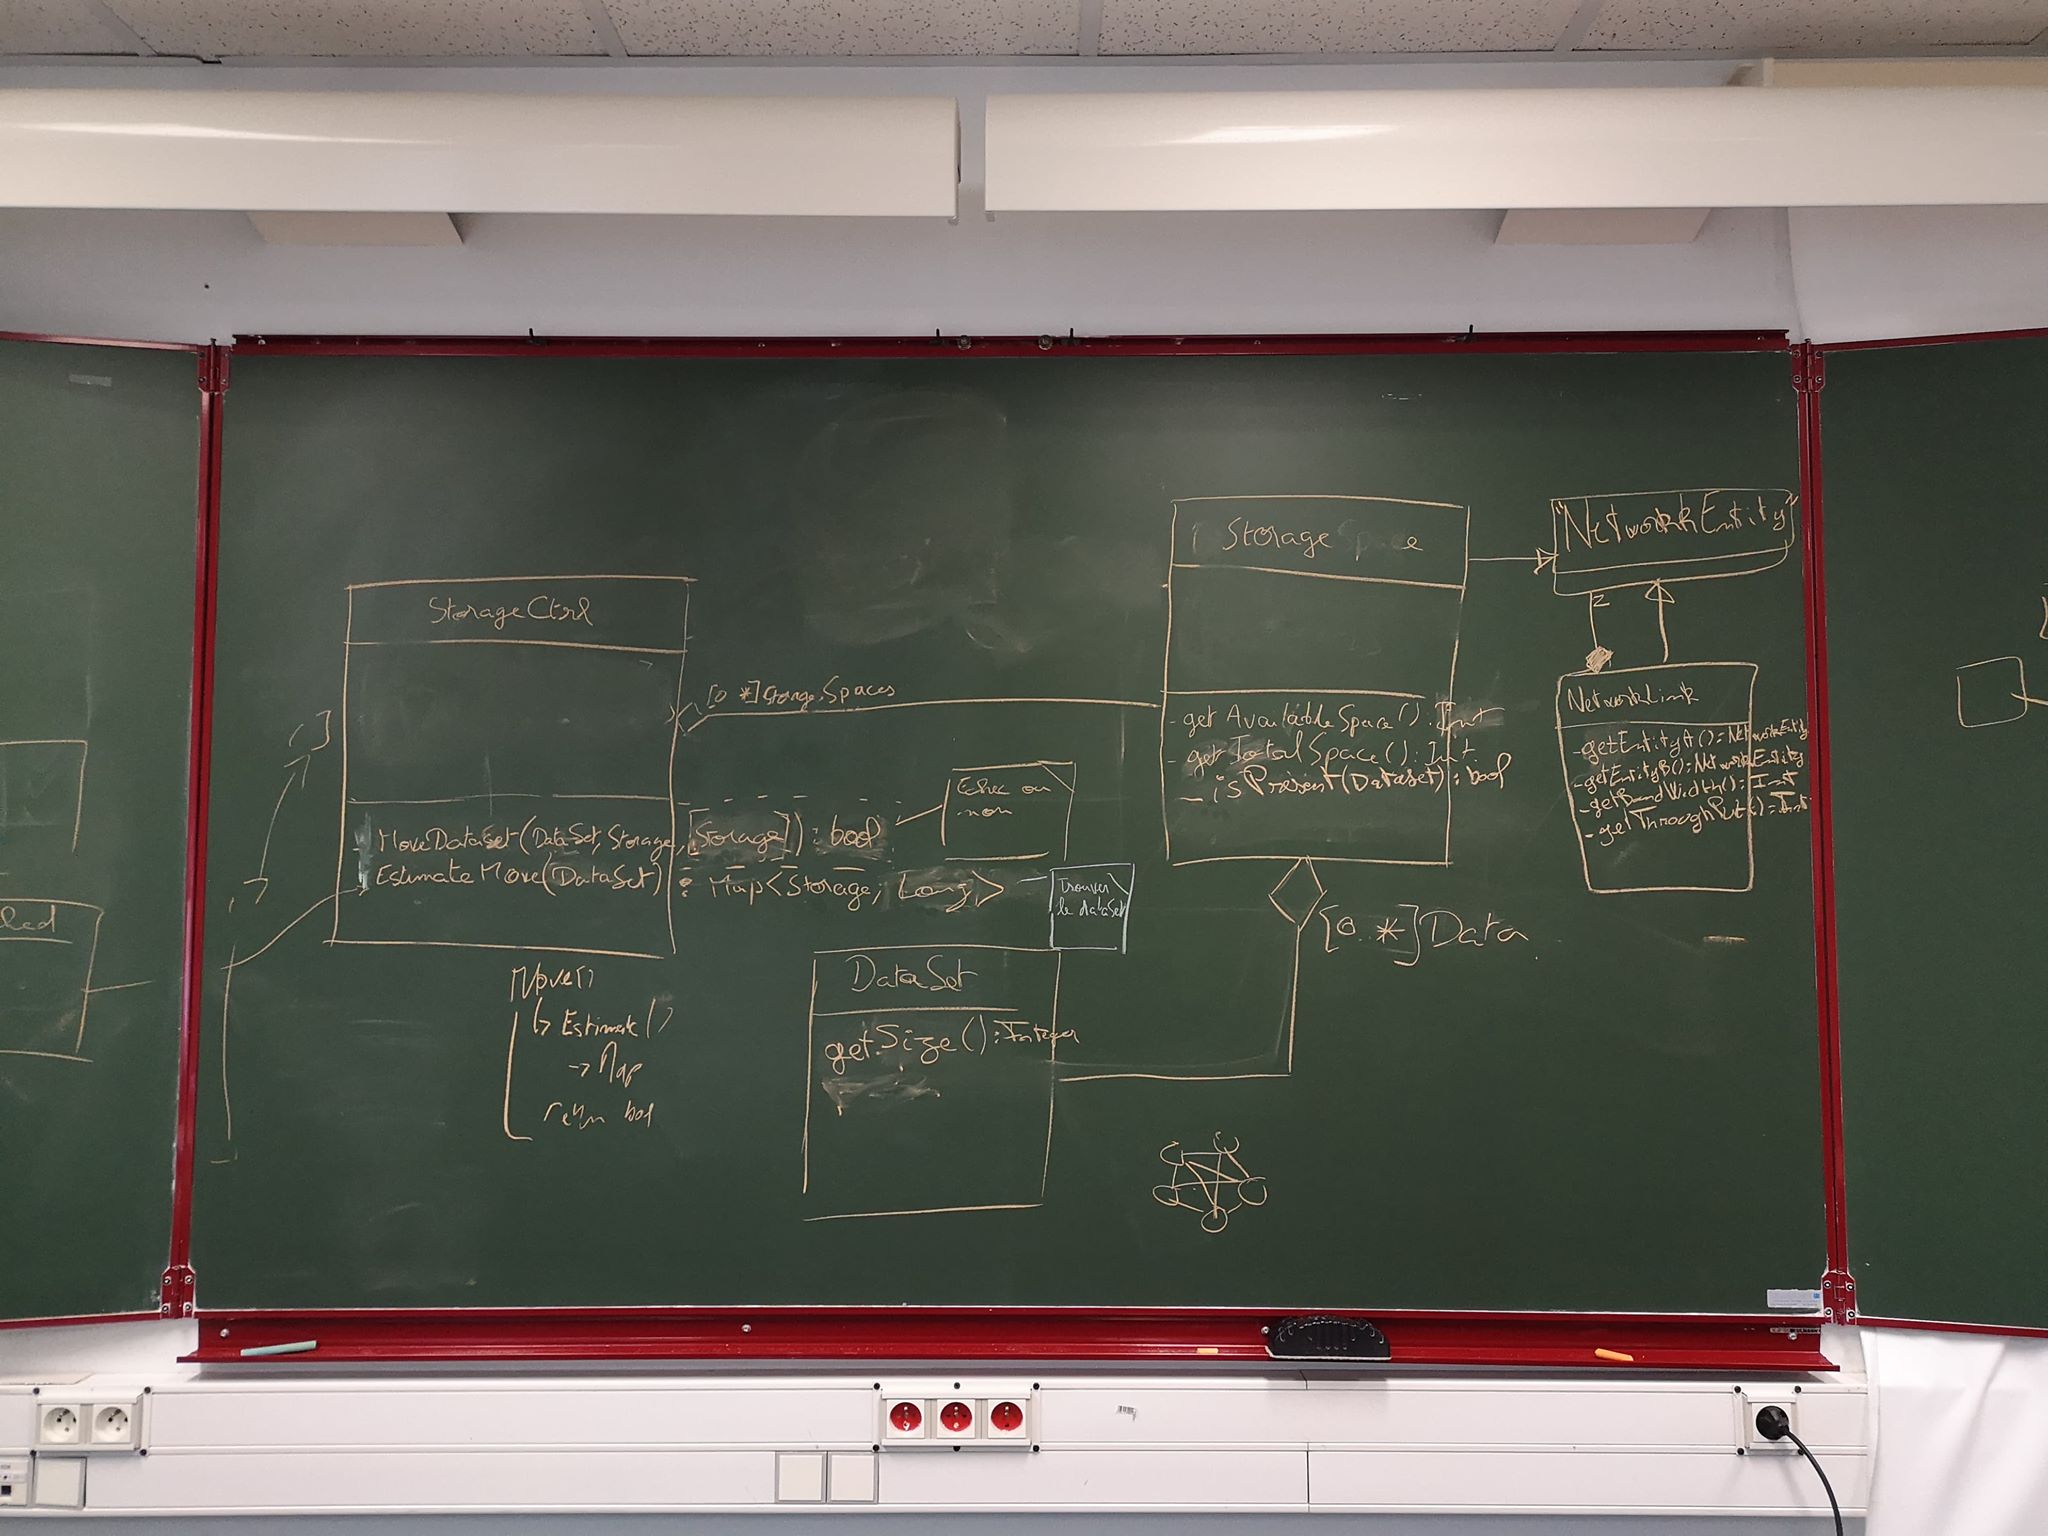 StorageCtrl
[0 *] StorageSpaces
- MoveDataSet(DataSet, Storage, [Storage]) : bool
EstimateMove(DataSet) : Map<Storage, Long>
Echec ou
non
Trouver
le dataset
Move()
↳ Estimate()
→ Map
return bool
DataSet
getSize() : Integer
StorageSpace
- getAvailableSpace() : Int
- getTotalSpace() : Int
- isPresent(DataSet) : bool
[0..*] Data
"NetworkEntity"
2
NetworkLink
- getEntityA() : NetworkEntity
- getEntityB() : NetworkEntity
- getBandWidth() : Int
- getThroughPut() : Int